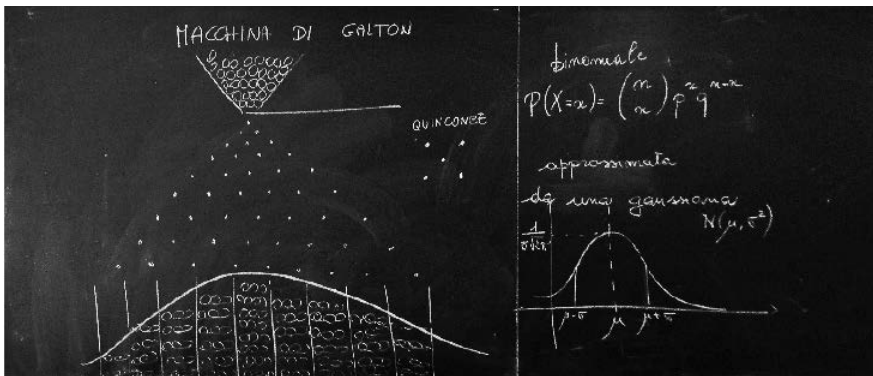 MACCHINA DI GALTON
QUINCONCE
binomiale
P(X=x) = (n x) p^x q^{n-x}
approssimata
da una gaussiana
N(μ, σ²)
1/σ√2π
μ-σ μ μ+σ